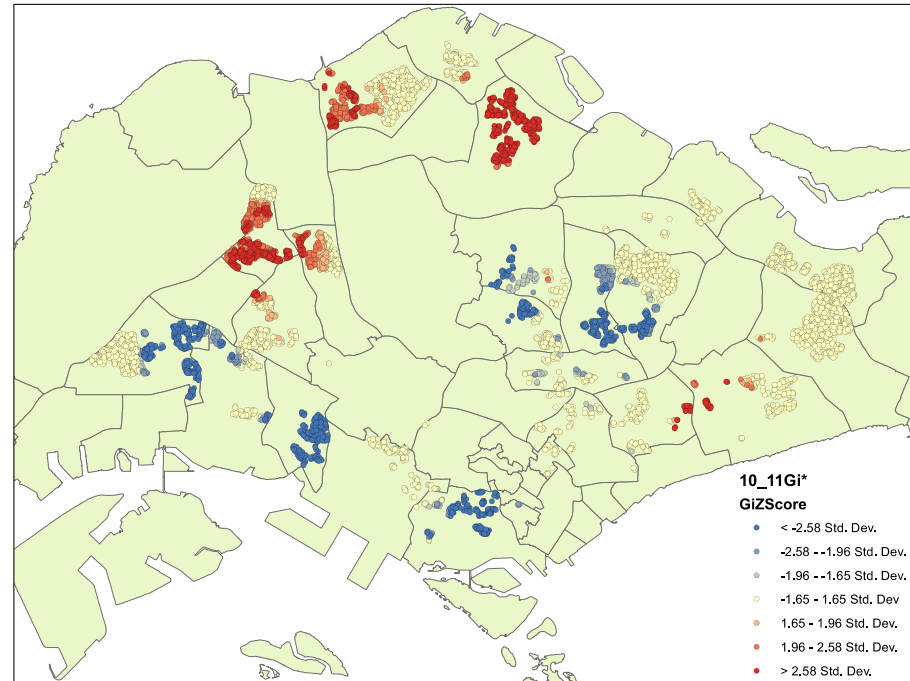 10_11Gi*
GiZScore
< -2.58 Std. Dev.
-2.58 - -1.96 Std. Dev.
-1.96 - -1.65 Std. Dev.
-1.65 - 1.65 Std. Dev
1.65 - 1.96 Std. Dev.
1.96 - 2.58 Std. Dev.
> 2.58 Std. Dev.